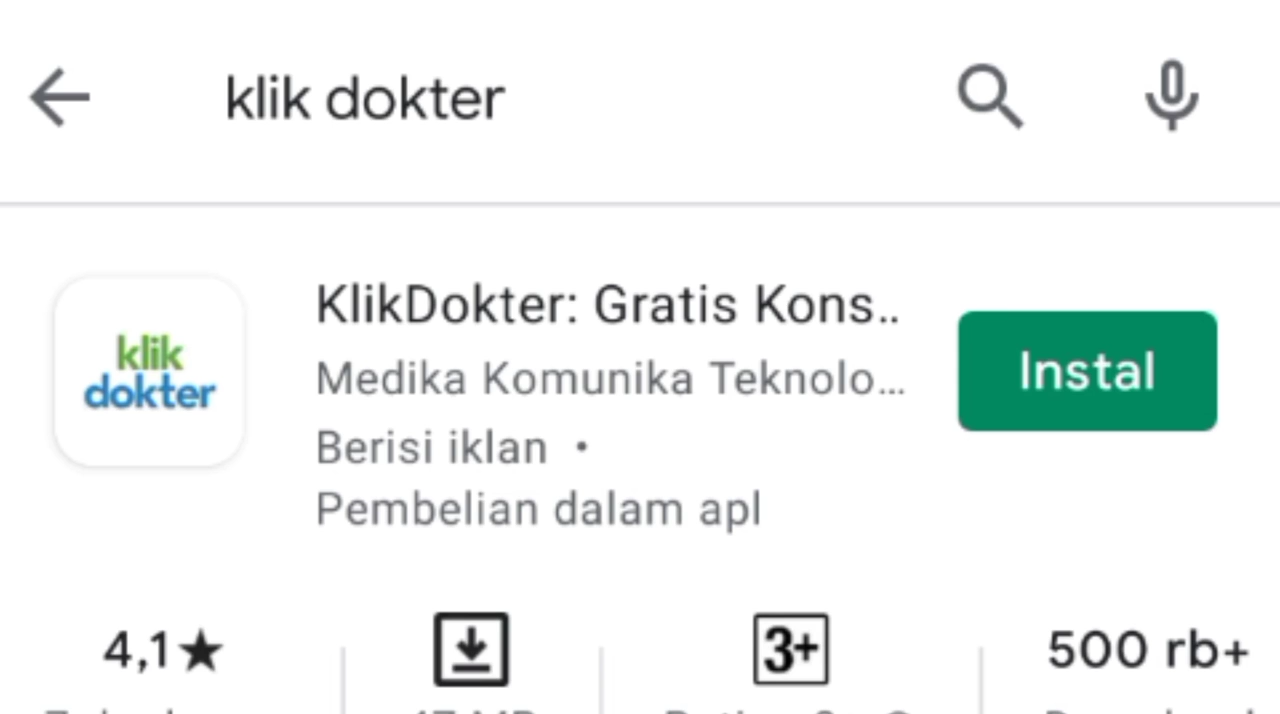 klik dokter
klik
dokter
KlikDokter: Gratis Kons..
Medika Komunika Teknolo...
Instal
Berisi iklan •
Pembelian dalam apl
4,1★
3+
500 rb+